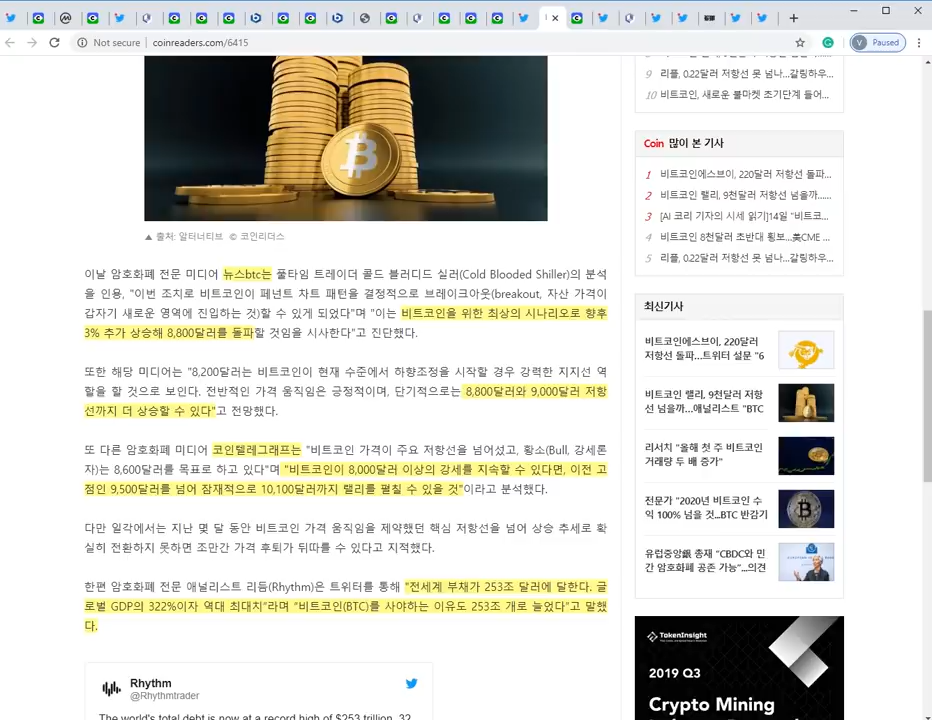 Not secure | coinreaders.com/6415
Paused
▲ 출처: 알터너티브 © 코인리더스
이날 암호화폐 전문 미디어 뉴스btc는 풀타임 트레이더 콜드 블러디드 실러(Cold Blooded Shiller)의 분석
을 인용, "이번 조치로 비트코인이 페넌트 차트 패턴을 결정적으로 브레이크아웃(breakout, 자산 가격이
갑자기 새로운 영역에 진입하는 것)할 수 있게 되었다"며 "이는 비트코인을 위한 최상의 시나리오로 향후
3% 추가 상승해 8,800달러를 돌파할 것임을 시사한다"고 진단했다.
또한 해당 미디어는 "8,200달러는 비트코인이 현재 수준에서 하향조정을 시작할 경우 강력한 지지선 역
할을 할 것으로 보인다. 전반적인 가격 움직임은 긍정적이며, 단기적으로는 8,800달러와 9,000달러 저항
선까지 더 상승할 수 있다"고 전망했다.
또 다른 암호화폐 미디어 코인텔레그래프는 "비트코인 가격이 주요 저항선을 넘어섰고, 황소(Bull, 강세론
자)는 8,600달러를 목표로 하고 있다"며 "비트코인이 8,000달러 이상의 강세를 지속할 수 있다면, 이전 고
점인 9,500달러를 넘어 잠재적으로 10,100달러까지 랠리를 펼칠 수 있을 것"이라고 분석했다.
다만 일각에서는 지난 몇 달 동안 비트코인 가격 움직임을 제약했던 핵심 저항선을 넘어 상승 추세로 확
실히 전환하지 못하면 조만간 가격 후퇴가 뒤따를 수 있다고 지적했다.
한편 암호화폐 전문 애널리스트 리듬(Rhythm)은 트위터를 통해 "전세계 부채가 253조 달러에 달한다. 글
로벌 GDP의 322%이자 역대 최대치"라며 "비트코인(BTC)를 사야하는 이유도 253조 개로 늘었다"고 말했
다.
Rhythm
@Rhythmtrader
The world's total debt is now at a record high of $253 trillion, 32
9 리플, 0.22달러 저항선 못 넘나...갈링하우...
10 비트코인, 새로운 불마켓 조기단계 들어...
Coin 많이 본 기사
1 비트코인에스브이, 220달러 저항선 돌파...
2 비트코인 랠리, 9천달러 저항선 넘을까...
3 [AI 코리 기자의 시세 읽기]14일 "비트코...
4 비트코인 8천달러 초반대 횡보...美CME ...
5 리플, 0.22달러 저항선 못 넘나...갈링하우...
최신기사
비트코인에스브이, 220달러
저항선 돌파...트위터 설문 "6
비트코인 랠리, 9천달러 저항
선 넘을까...애널리스트 "BTC
리서치 "올해 첫 주 비트코인
거래량 두 배 증가"
전문가 "2020년 비트코인 수
익 100% 넘을 것...BTC 반감기
유럽중앙銀 총재 "CBDC와 민
간 암호화폐 공존 가능"...의견
TokenInsight
2019 Q3
Crypto Mining